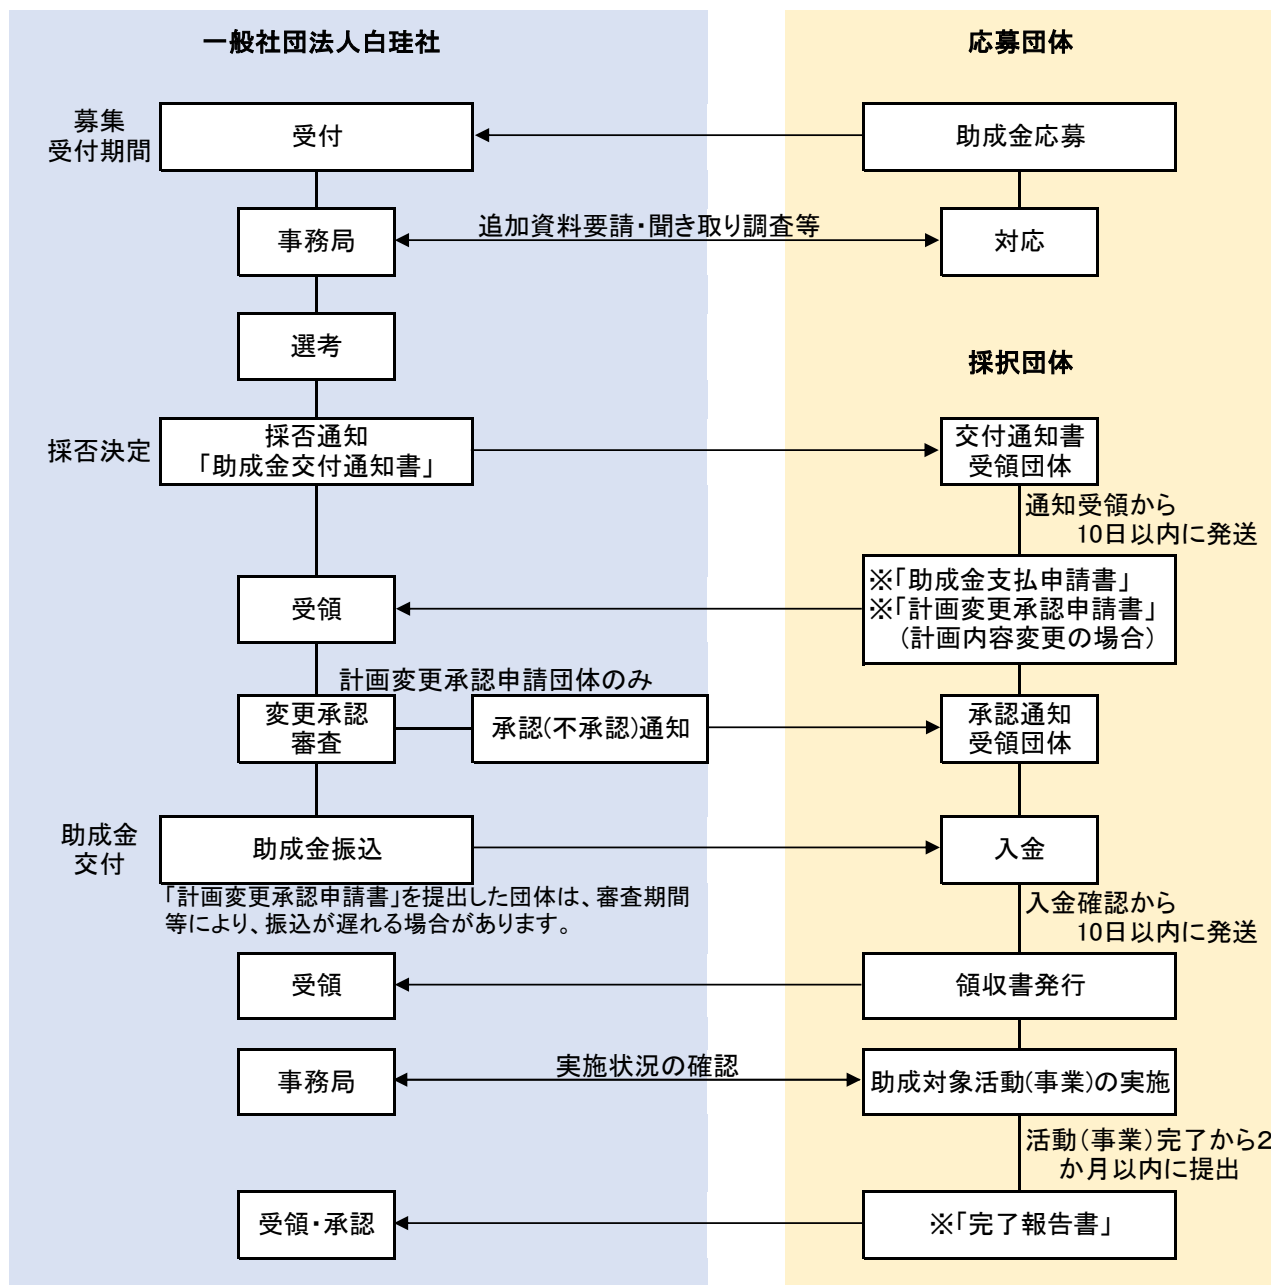 一般社団法人白珪社
応募団体
募集
受付期間
受付
助成金応募
事務局
追加資料要請・聞き取り調査等
対応
選考
採択団体
採否決定
採否通知
「助成金交付通知書」
交付通知書
受領団体
通知受領から
10日以内に発送
受領
※「助成金支払申請書」
※「計画変更承認申請書」
(計画内容変更の場合)
計画変更承認申請団体のみ
変更承認
審査
承認(不承認)通知
承認通知
受領団体
助成金
交付
助成金振込
入金
「計画変更承認申請書」を提出した団体は、審査期間
等により、振込が遅れる場合があります。
入金確認から
10日以内に発送
受領
領収書発行
事務局
実施状況の確認
助成対象活動(事業)の実施
活動(事業)完了から2
か月以内に提出
受領・承認
※「完了報告書」